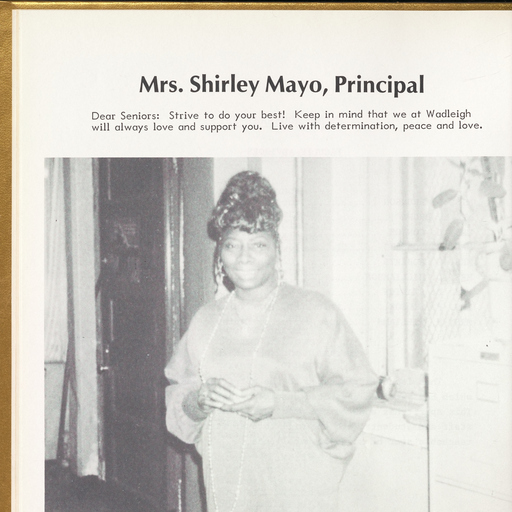 Mrs. Shirley Mayo, Principal
Dear Seniors: Strive to do your best! Keep in mind that we at Wadleigh
will always love and support you. Live with determination, peace and love.